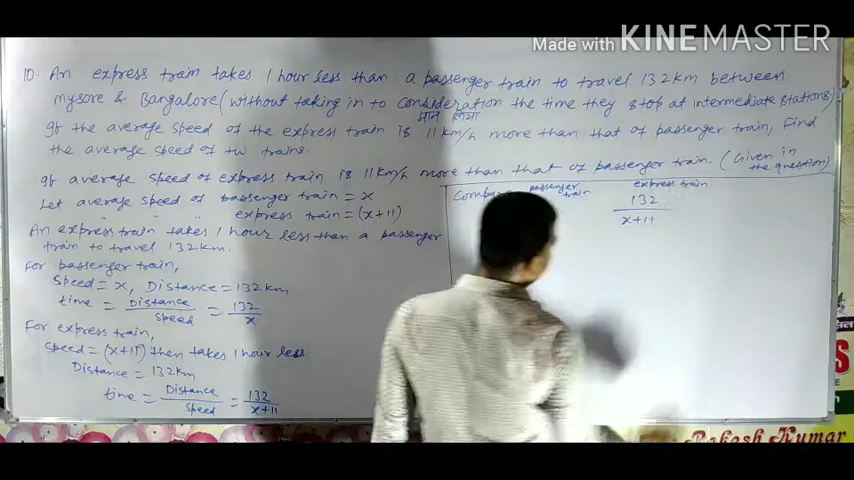 Made with KINEMASTER
10. An express train takes 1 hour less than a passenger train to travel 132 km between
Mysore & Bangalore (without taking in to consideration the time they stop at intermediate stations)
मान लिया
If the average speed of the express train is 11 km/h more than that of passenger train, Find
the average speed of tw trains.
If average speed of express train is 11 km/h more than that of passenger train. (Given in
the question)
Let average speed of passenger train = x
" " " express train = (x+11)
An express train takes 1 hour less than a passenger
train to travel 132 km.
For passenger train,
Speed = x, Distance = 132 km
time = Distance / Speed = 132 / x
For express train,
Speed = (x+11) then takes 1 hour less
Distance = 132 km
time = Distance / Speed = 132 / x+11
passenger train
express train
132 / x+11
Rakesh Kumar